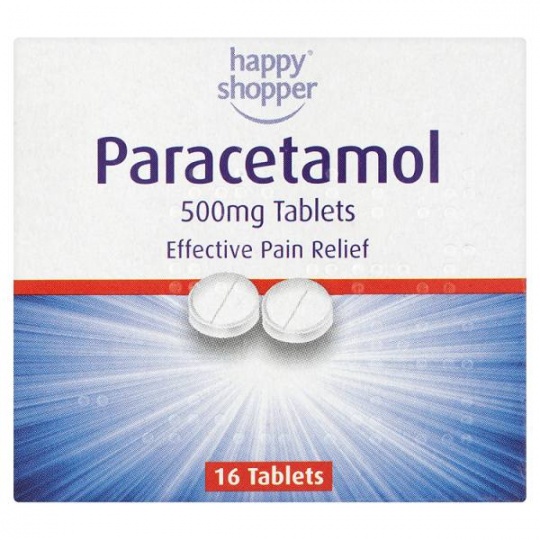 happy®
shopper
Paracetamol
500mg Tablets
Effective Pain Relief
16 Tablets